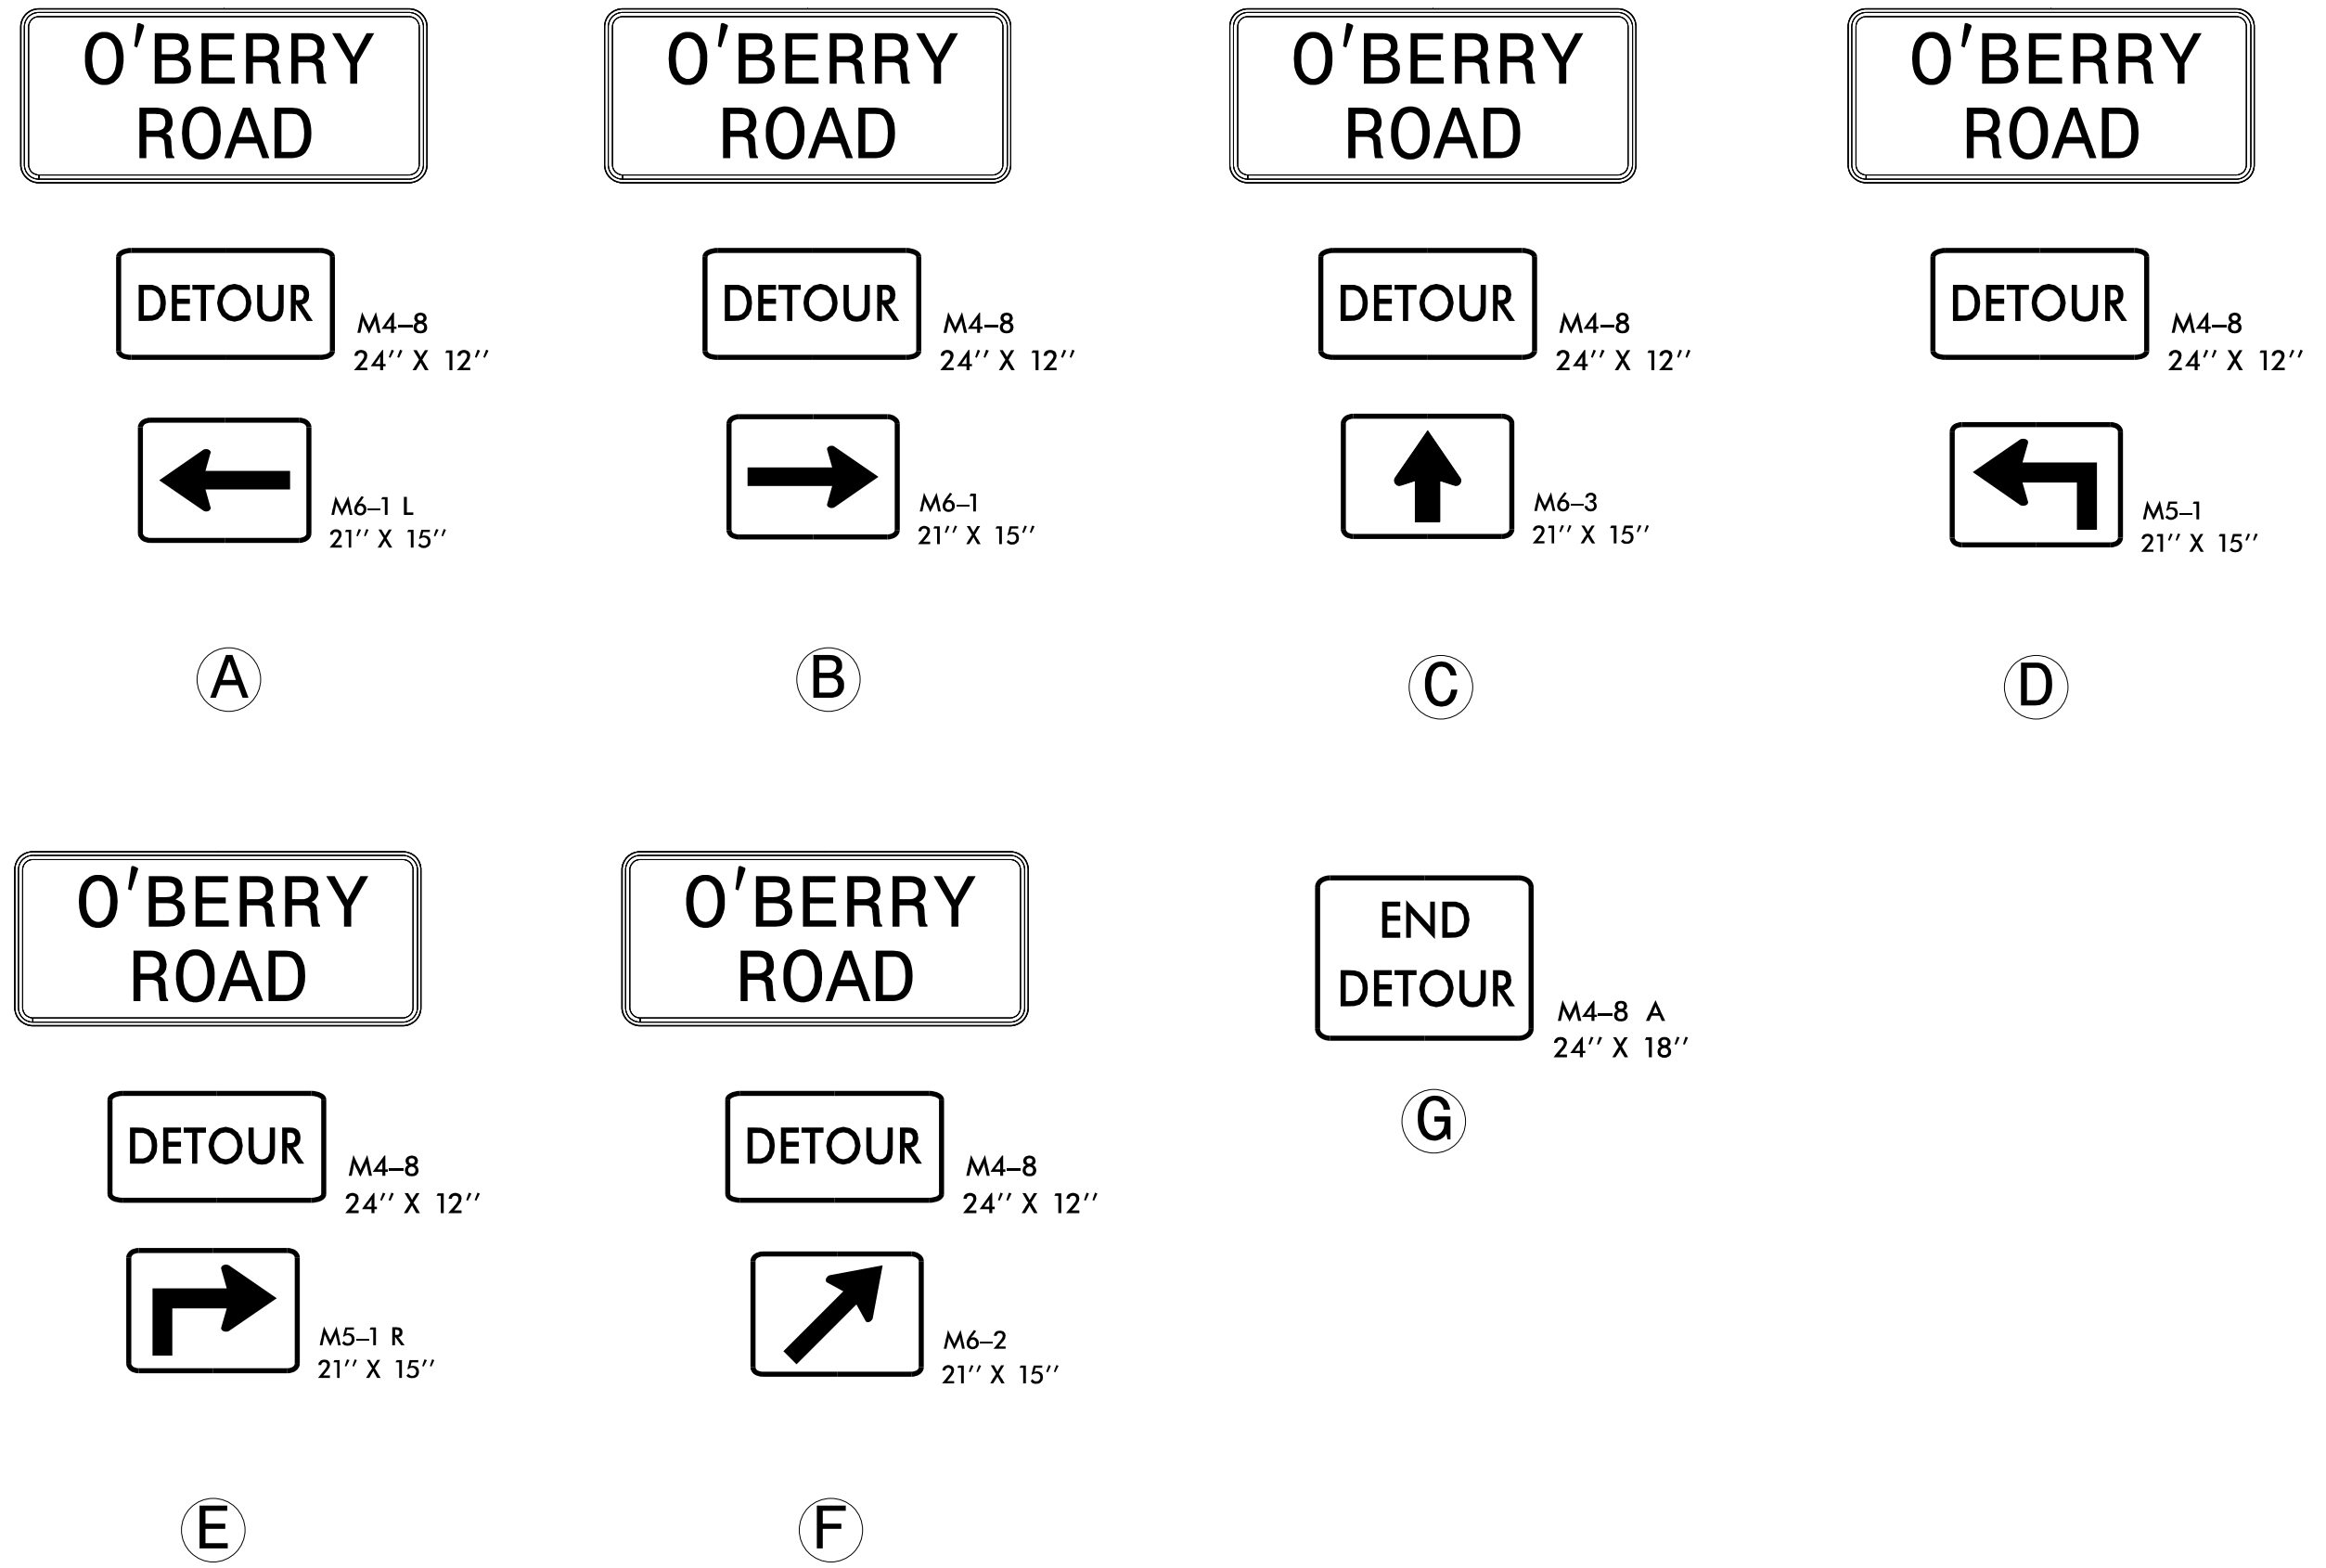 O'BERRY
ROAD
DETOUR
M4-8
24'' X 12''
M6-1 L
21'' X 15''
A
O'BERRY
ROAD
DETOUR
M4-8
24'' X 12''
M6-1
21'' X 15''
B
O'BERRY
ROAD
DETOUR
M4-8
24'' X 12''
M6-3
21'' X 15''
C
O'BERRY
ROAD
DETOUR
M4-8
24'' X 12''
M5-1
21'' X 15''
D
O'BERRY
ROAD
DETOUR
M4-8
24'' X 12''
M5-1 R
21'' X 15''
E
O'BERRY
ROAD
DETOUR
M4-8
24'' X 12''
M6-2
21'' X 15''
F
END
DETOUR
M4-8 A
24'' X 18''
G